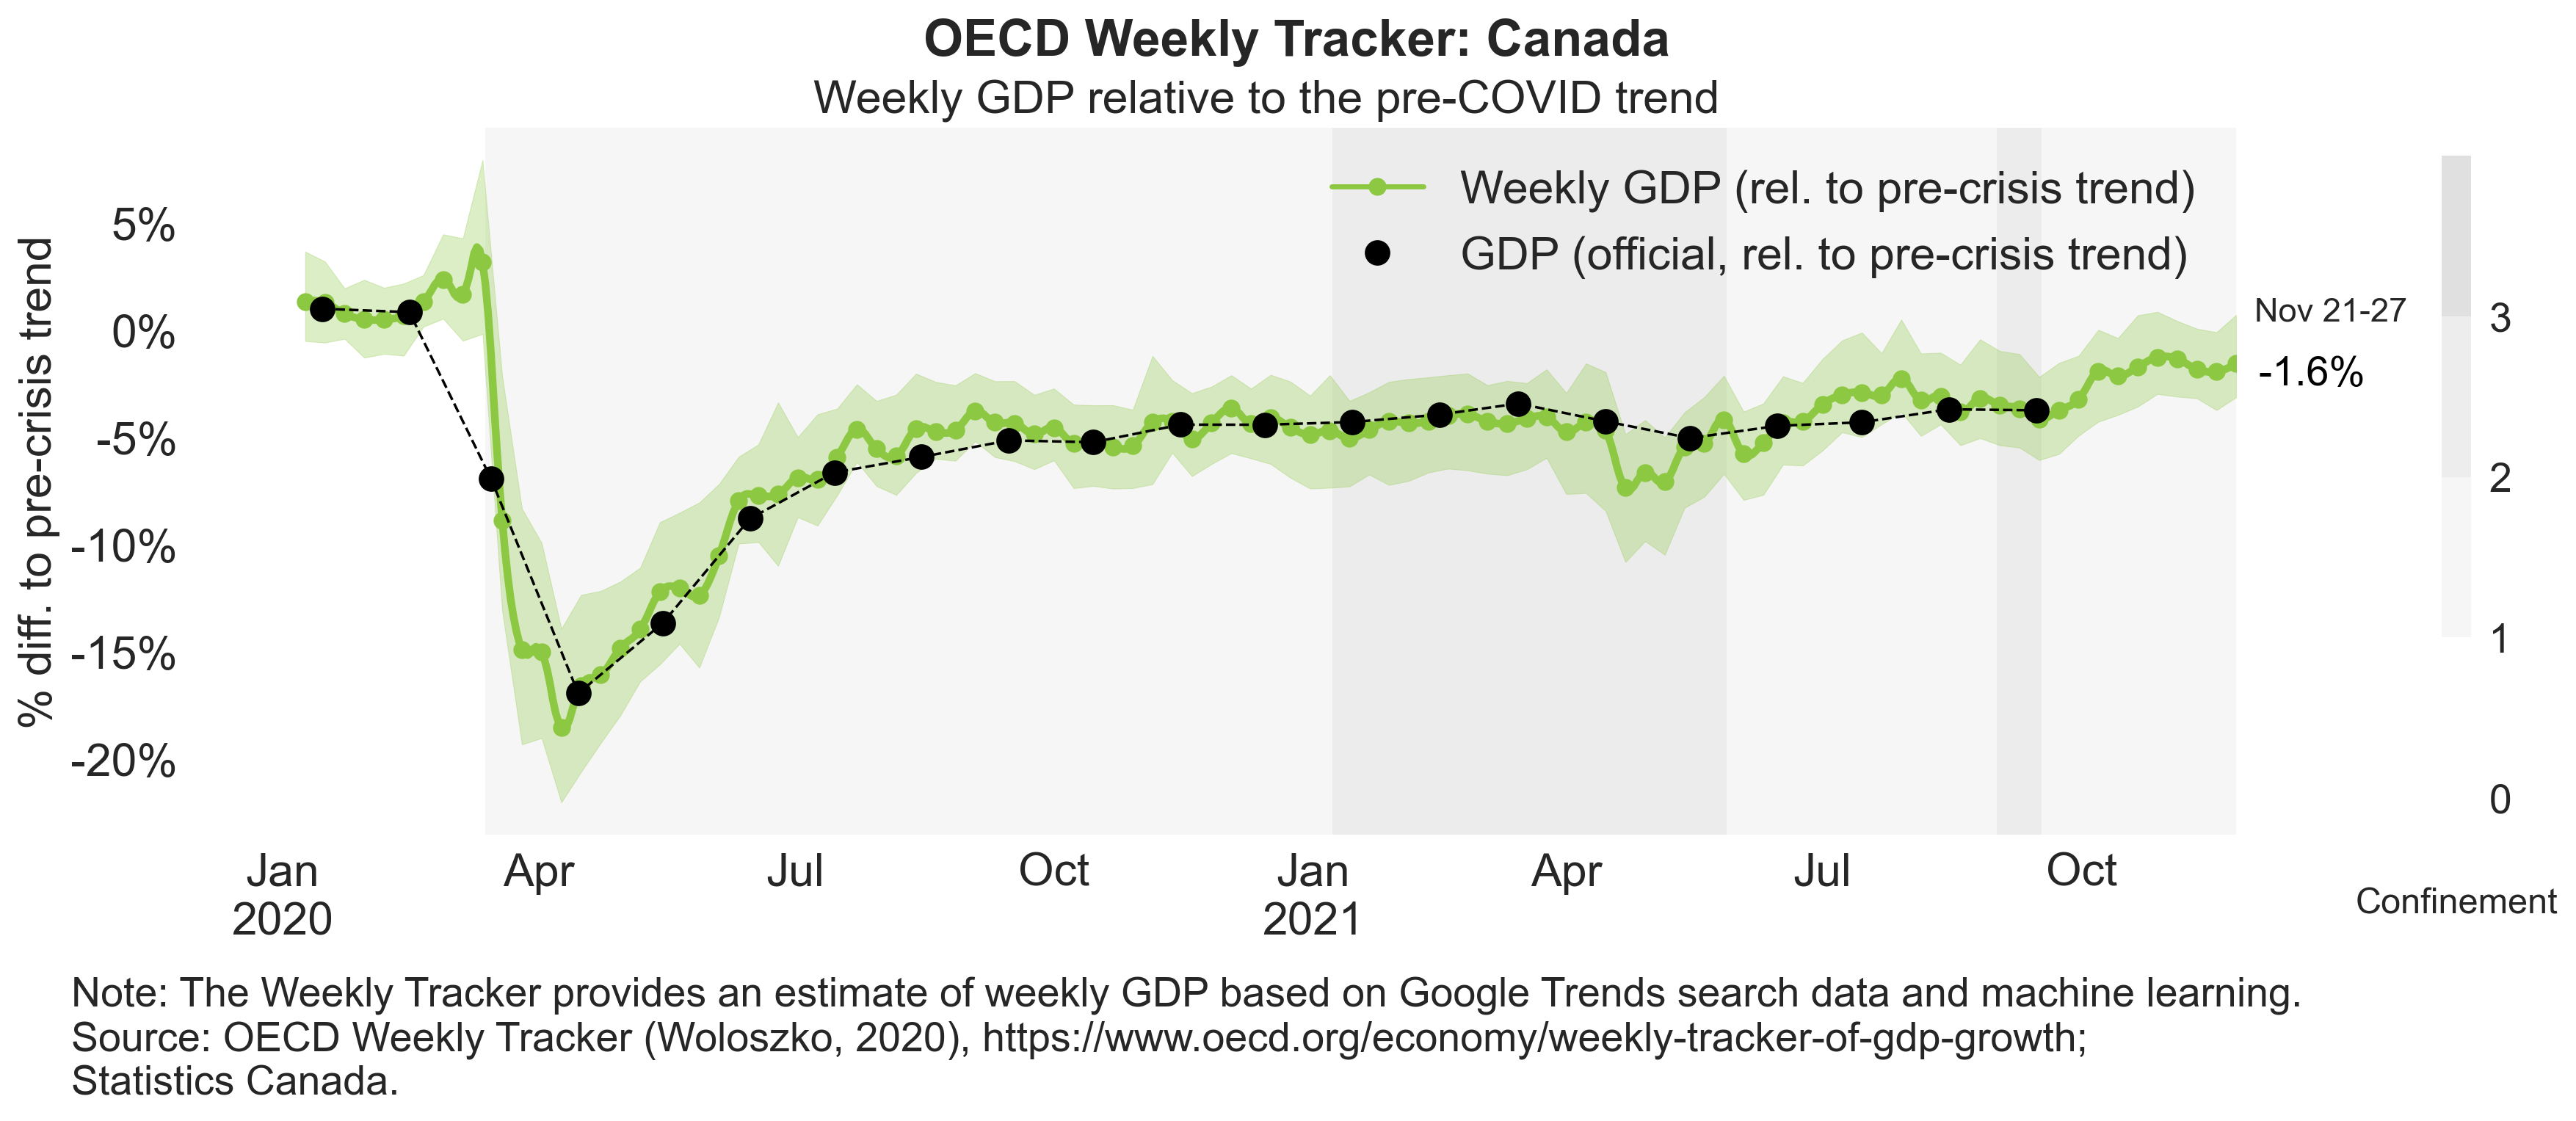 OECD Weekly Tracker: Canada
Weekly GDP relative to the pre-COVID trend
Weekly GDP (rel. to pre-crisis trend)
GDP (official, rel. to pre-crisis trend)
% diff. to pre-crisis trend
5%
0%
-5%
-10%
-15%
-20%
Nov 21-27
-1.6%
3
2
1
0
Confinement
Jan Apr Jul Oct Jan Apr Jul Oct
2020 2021
Note: The Weekly Tracker provides an estimate of weekly GDP based on Google Trends search data and machine learning.
Source: OECD Weekly Tracker (Woloszko, 2020), https://www.oecd.org/economy/weekly-tracker-of-gdp-growth;
Statistics Canada.